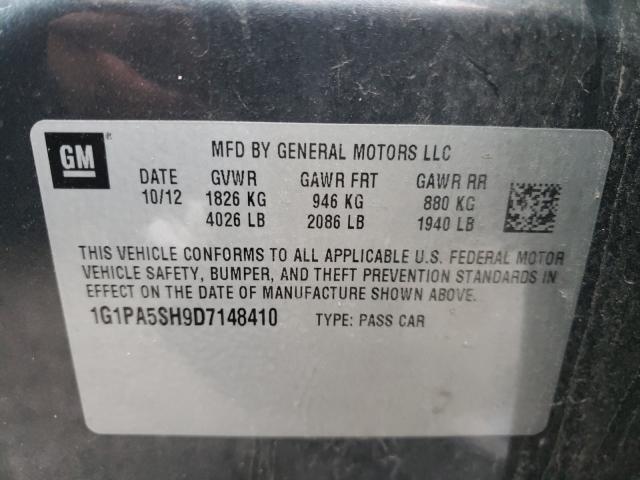 GM
MFD BY GENERAL MOTORS LLC
DATE GVWR GAWR FRT GAWR RR
10/12 1826 KG 946 KG 880 KG
4026 LB 2086 LB 1940 LB
THIS VEHICLE CONFORMS TO ALL APPLICABLE U.S. FEDERAL MOTOR
VEHICLE SAFETY, BUMPER, AND THEFT PREVENTION STANDARDS IN
EFFECT ON THE DATE OF MANUFACTURE SHOWN ABOVE.
1G1PA5SH9D7148410 TYPE: PASS CAR